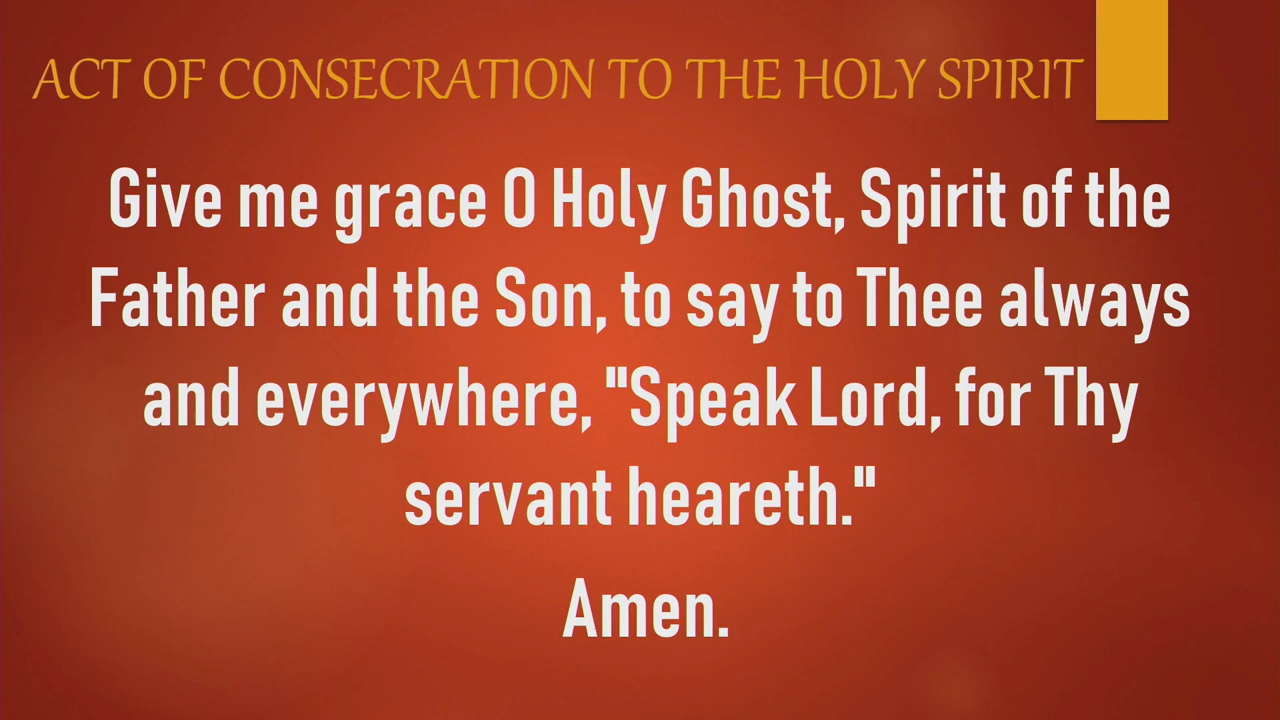 ACT OF CONSECRATION TO THE HOLY SPIRIT
Give me grace O Holy Ghost, Spirit of the
Father and the Son, to say to Thee always
and everywhere, "Speak Lord, for Thy
servant heareth."
Amen.